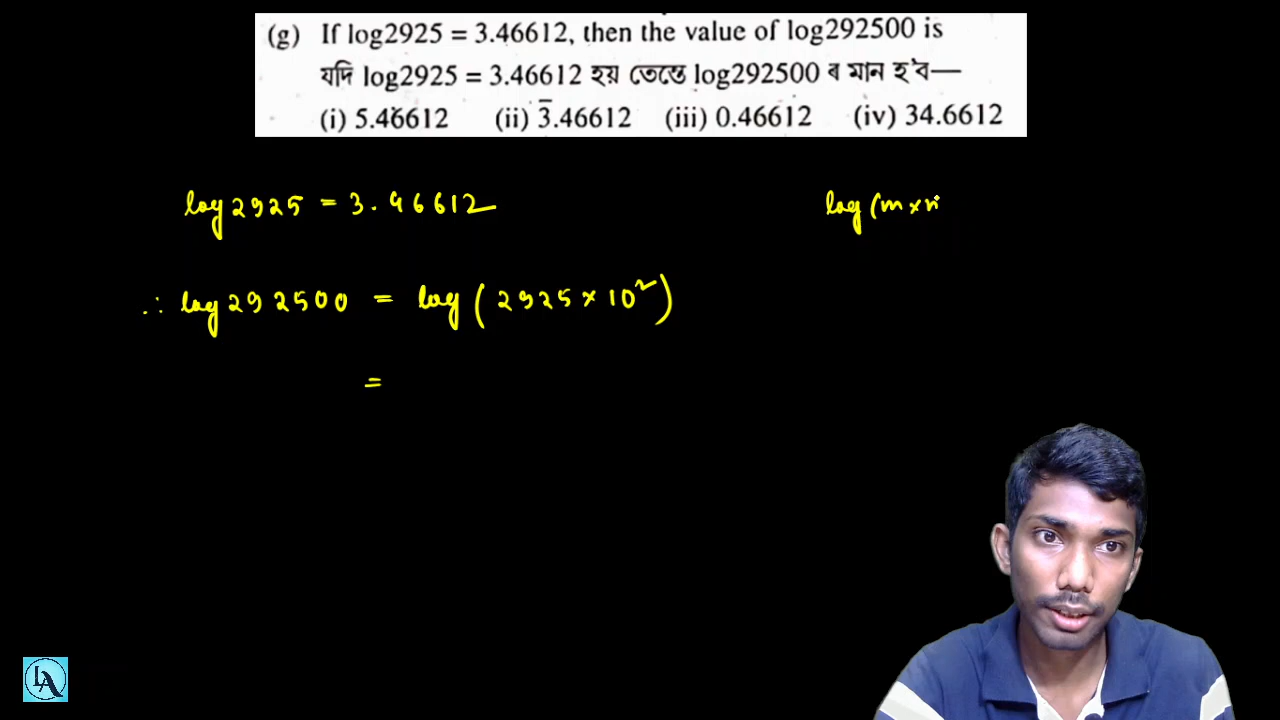 (g) If log2925 = 3.46612, then the value of log292500 is
যদি log2925 = 3.46612 হয় তেন্তে log292500 ৰ মান হ'ব—
(i) 5.46612 (ii) 3̅.46612 (iii) 0.46612 (iv) 34.6612
log 2925 = 3.46612
log (m × n
∴ log 292500 = log (2925 × 10²)
=
LA